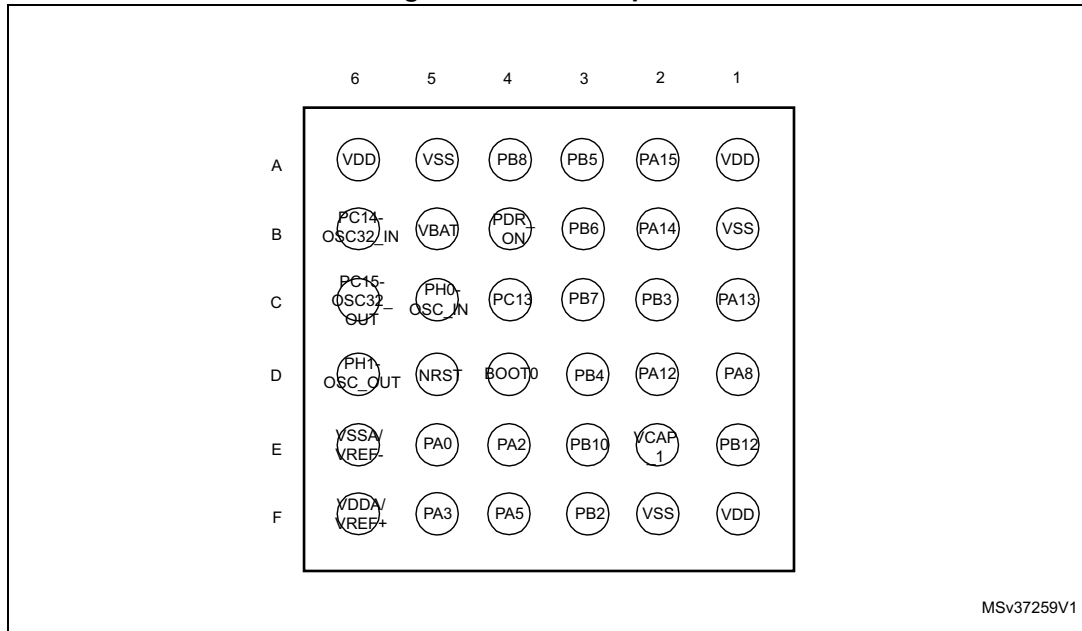 6 5 4 3 2 1
A VDD VSS PB8 PB5 PA15 VDD
B PC14-
OSC32_IN VBAT PDR_
ON PB6 PA14 VSS
C PC15-
OSC32_
OUT PH0-
OSC_IN PC13 PB7 PB3 PA13
D PH1-
OSC_OUT NRST BOOT0 PB4 PA12 PA8
E VSSA/
VREF- PA0 PA2 PB10 VCAP
_1 PB12
F VDDA/
VREF+ PA3 PA5 PB2 VSS VDD
MSv37259V1